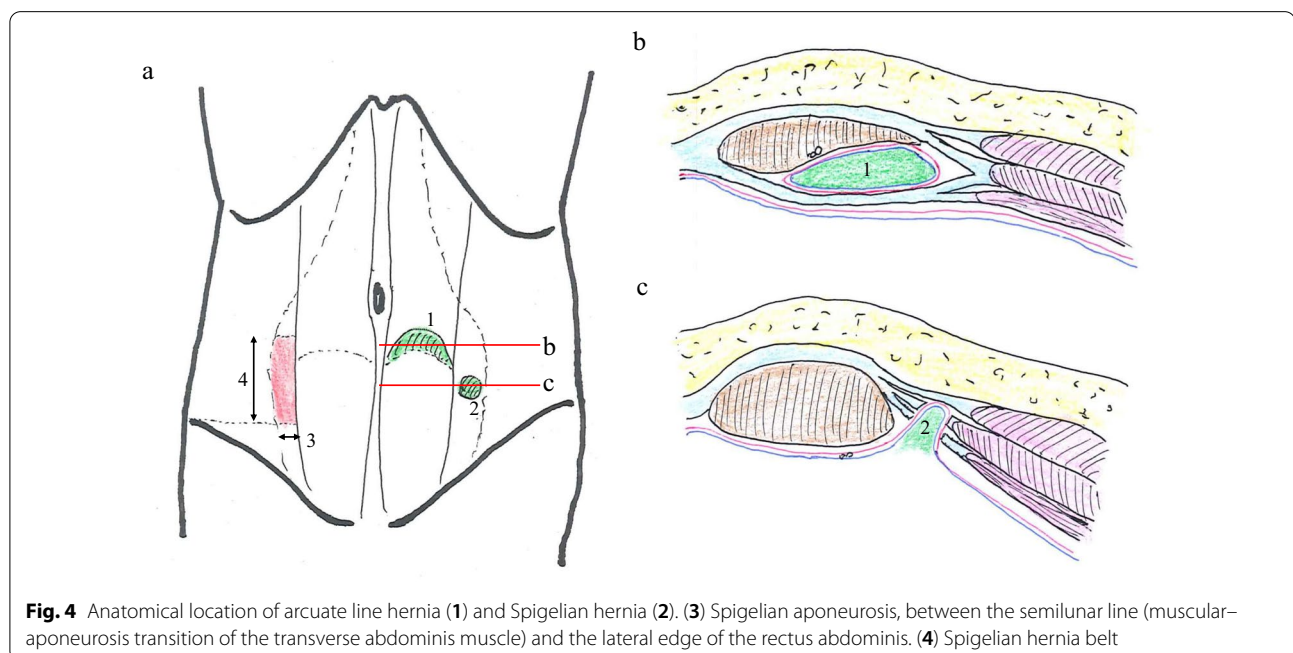 a
b
1
b
c
4
2
3
1
c
2
Fig. 4 Anatomical location of arcuate line hernia (1) and Spigelian hernia (2). (3) Spigelian aponeurosis, between the semilunar line (muscular–
aponeurosis transition of the transverse abdominis muscle) and the lateral edge of the rectus abdominis. (4) Spigelian hernia belt